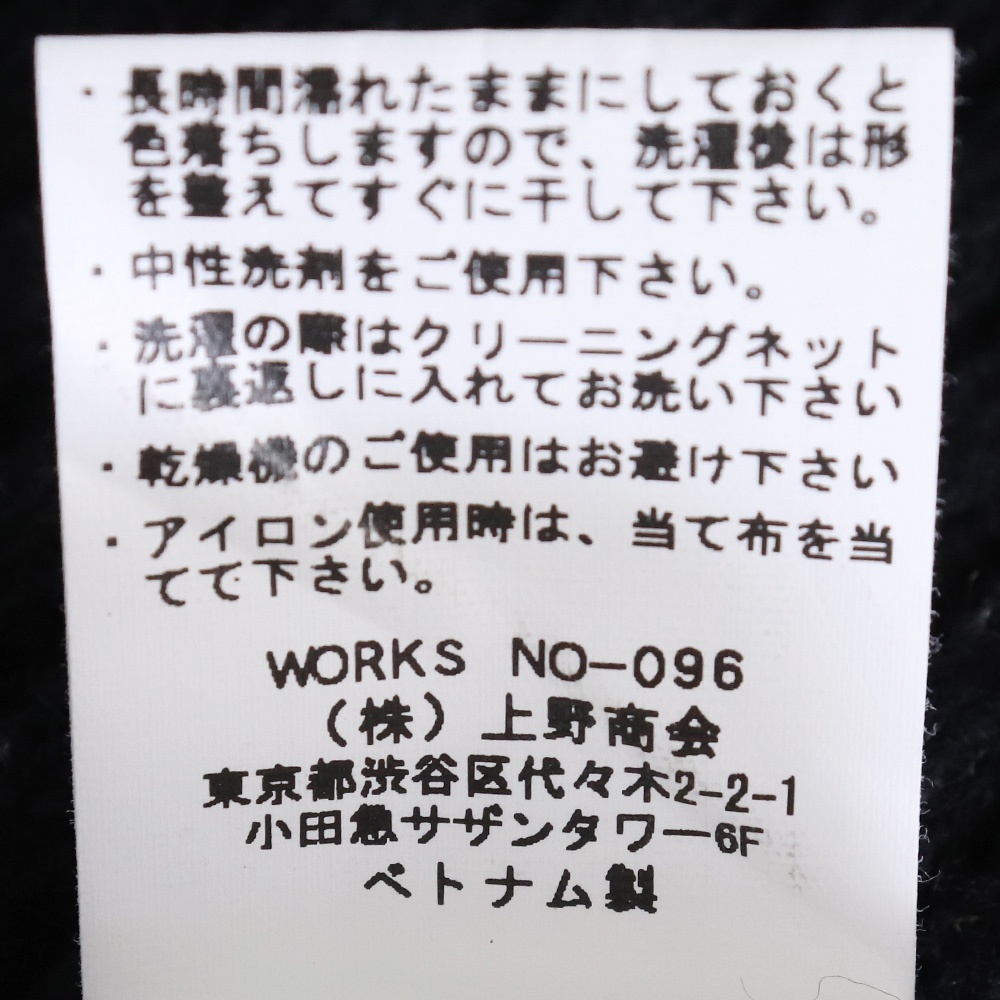 ・長時間濡れたままにしておくと
色落ちしますので、洗濯後は形
を整えてすぐに干して下さい。
・中性洗剤をご使用下さい。
・洗濯の際はクリーニングネット
に裏返しに入れてお洗い下さい
・乾燥機のご使用はお避け下さい
・アイロン使用時は、当て布を当
てて下さい。
WORKS NO-096
(株)上野商会
東京都渋谷区代々木2-2-1
小田急サザンタワー6F
ベトナム製